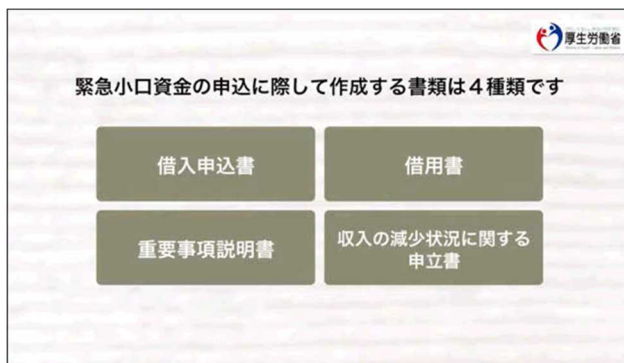 厚生労働省
緊急小口資金の申込に際して作成する書類は４種類です
借入申込書
借用書
重要事項説明書
収入の減少状況に関する
申立書